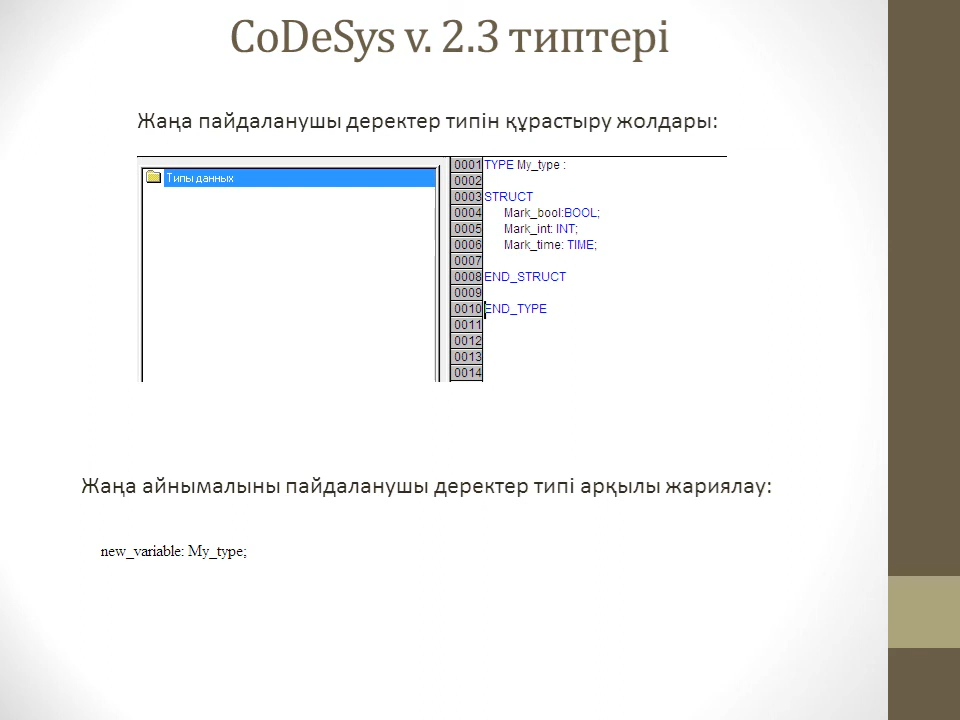 CoDeSys v. 2.3 типтері
Жаңа пайдаланушы деректер типін құрастыру жолдары:
Типы данных
0001 TYPE My_type :
0002
0003 STRUCT
0004 Mark_bool:BOOL;
0005 Mark_int: INT;
0006 Mark_time: TIME;
0007
0008 END_STRUCT
0009
0010 END_TYPE
0011
0012
0013
0014
Жаңа айнымалыны пайдаланушы деректер типі арқылы жариялау:
new_variable: My_type;